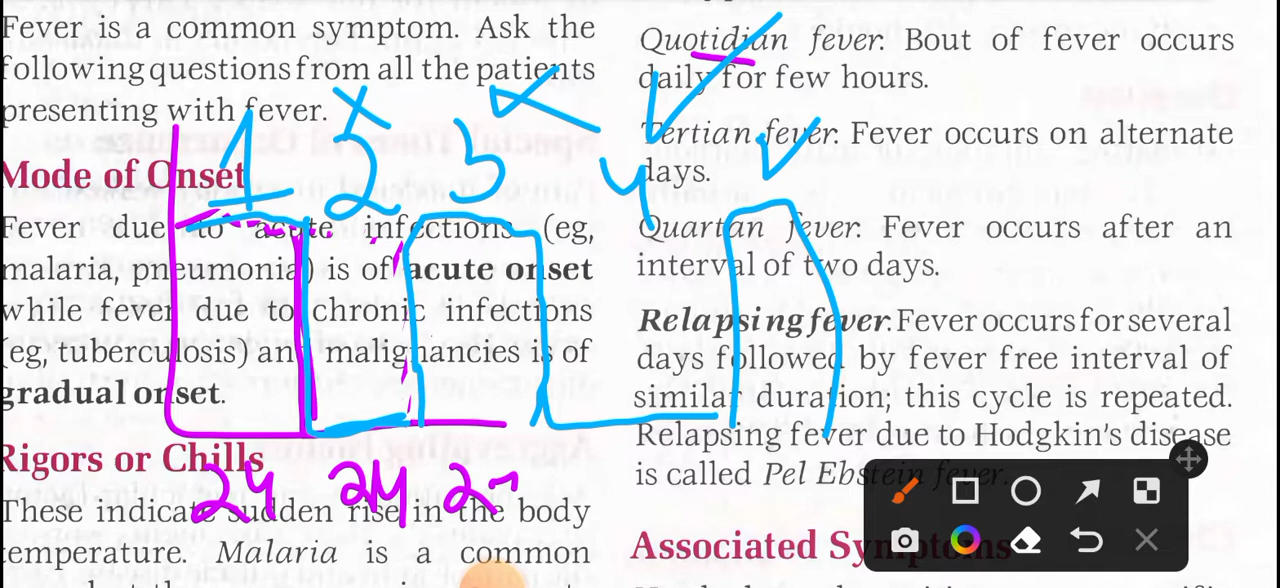 Fever is a common symptom. Ask the
following questions from all the patients
presenting with fever.
Mode of Onset
Fever due to acute infections (eg,
malaria, pneumonia) is of acute onset
while fever due to chronic infections
(eg, tuberculosis) and malignancies is of
gradual onset.
Rigors or Chills
These indicate sudden rise in the body
temperature. Malaria is a common
Quotidian fever: Bout of fever occurs
daily for few hours.
Tertian fever: Fever occurs on alternate
days.
Quartan fever: Fever occurs after an
interval of two days.
Relapsing fever: Fever occurs for several
days followed by fever free interval of
similar duration; this cycle is repeated.
Relapsing fever due to Hodgkin's disease
is called Pel Ebstein fever.
Associated Symptoms
1 2 3 4
24 24